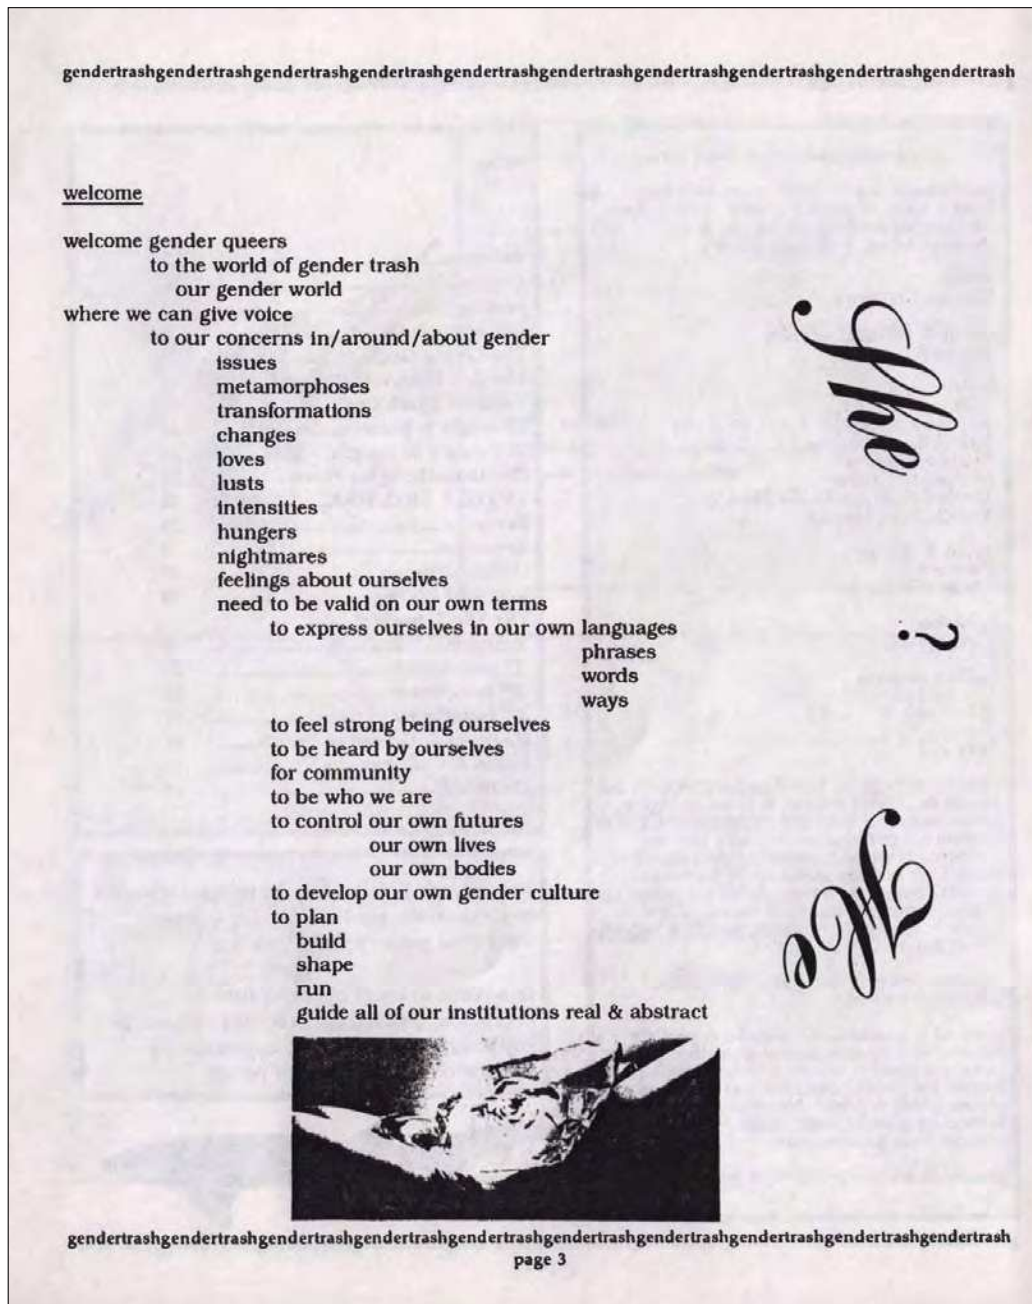 gendertrashgendertrashgendertrashgendertrashgendertrashgendertrashgendertrashgendertrashgendertrashgendertrash
welcome
welcome gender queers
to the world of gender trash
our gender world
where we can give voice
to our concerns in/around/about gender
issues
metamorphoses
transformations
changes
loves
lusts
intensities
hungers
nightmares
feelings about ourselves
need to be valid on our own terms
to express ourselves in our own languages
phrases
words
ways
to feel strong being ourselves
to be heard by ourselves
for community
to be who we are
to control our own futures
our own lives
our own bodies
to develop our own gender culture
to plan
build
shape
run
guide all of our institutions real & abstract
She
?
He
gendertrashgendertrashgendertrashgendertrashgendertrashgendertrashgendertrashgendertrashgendertrashgendertrash
page 3